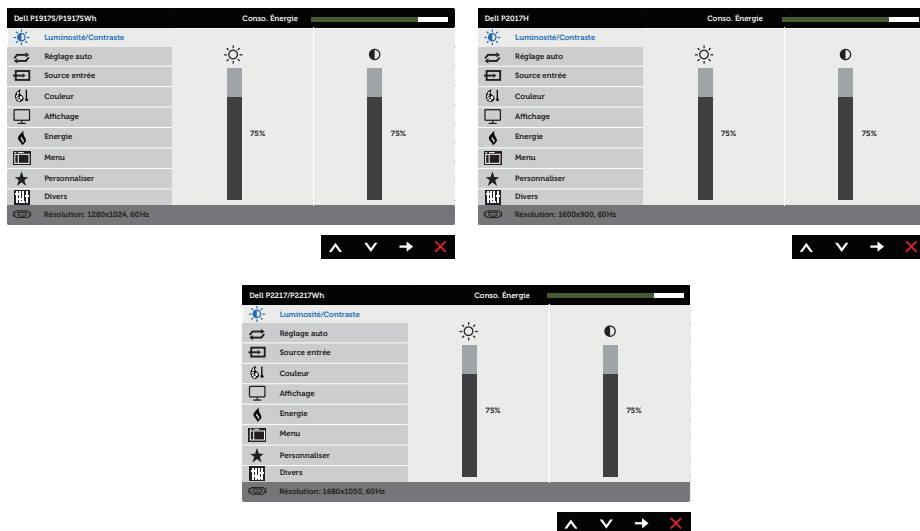 Dell P1917S/P1917SWh Conso. Énergie
Luminosité/Contraste
Réglage auto
Source entrée
Couleur
Affichage
Energie
75% 75%
Menu
Personnaliser
Divers
Résolution: 1280x1024, 60Hz
Dell P2017H Conso. Énergie
Luminosité/Contraste
Réglage auto
Source entrée
Couleur
Affichage
Energie
75% 75%
Menu
Personnaliser
Divers
Résolution: 1600x900, 60Hz
Dell P2217/P2217Wh Conso. Énergie
Luminosité/Contraste
Réglage auto
Source entrée
Couleur
Affichage
Energie
75% 75%
Menu
Personnaliser
Divers
Résolution: 1680x1050, 60Hz